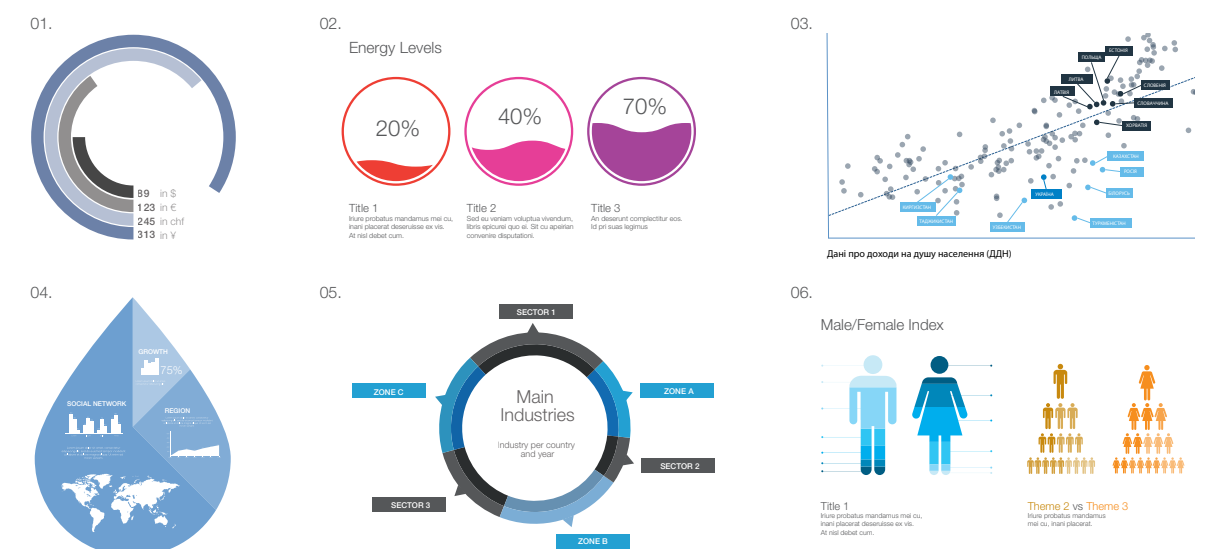 01.
89 in $
123 in €
245 in chf
313 in ¥
02.
Energy Levels
20%
40%
70%
Title 1
Iriure probatus mandamus mei cu,
inani placerat deseruisse ex vis.
At nisl debet cum.
Title 2
Sed eu veniam voluptua vivendum,
libris epicurei quo ei. Sit cu apeirian
convenire disputationi.
Title 3
An deserunt complectitur eos.
Id pri suas legimus
03.
ЕСТОНІЯ
ПОЛЬЩА
ЛИТВА
СЛОВЕНІЯ
ЛАТВІЯ
СЛОВАЧЧИНА
ХОРВАТІЯ
КАЗАХСТАН
РОСІЯ
УКРАЇНА
БІЛОРУСЬ
КИРГИЗСТАН
ТАДЖИКИСТАН
УЗБЕКИСТАН
ТУРКМЕНІСТАН
Дані про доходи на душу населення (ДДН)
04.
GROWTH
75%
SOCIAL NETWORK
REGION
05.
SECTOR 1
ZONE C
ZONE A
Main
Industries
Industry per country
and year
SECTOR 2
SECTOR 3
ZONE B
06.
Male/Female Index
Title 1
Iriure probatus mandamus mei cu,
inani placerat deseruisse ex vis.
At nisl debet cum.
Theme 2 vs Theme 3
Iriure probatus mandamus
mei cu, inani placerat.